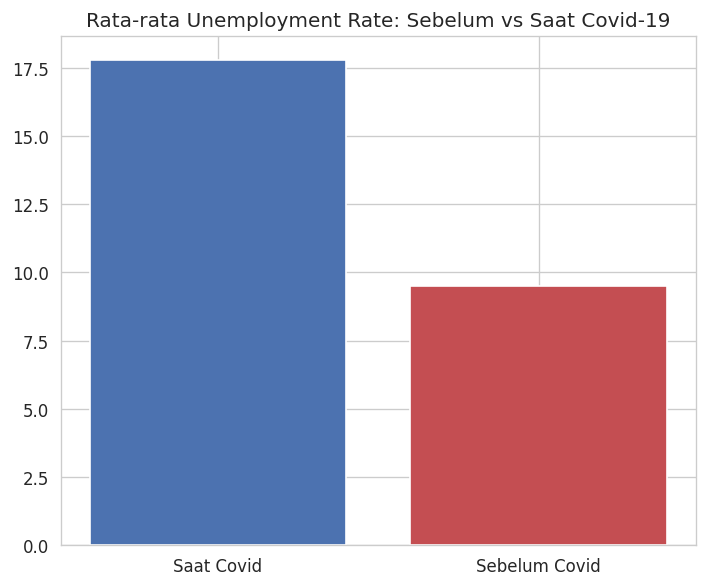 Rata-rata Unemployment Rate: Sebelum vs Saat Covid-19
17.5
15.0
12.5
10.0
7.5
5.0
2.5
0.0
Saat Covid
Sebelum Covid